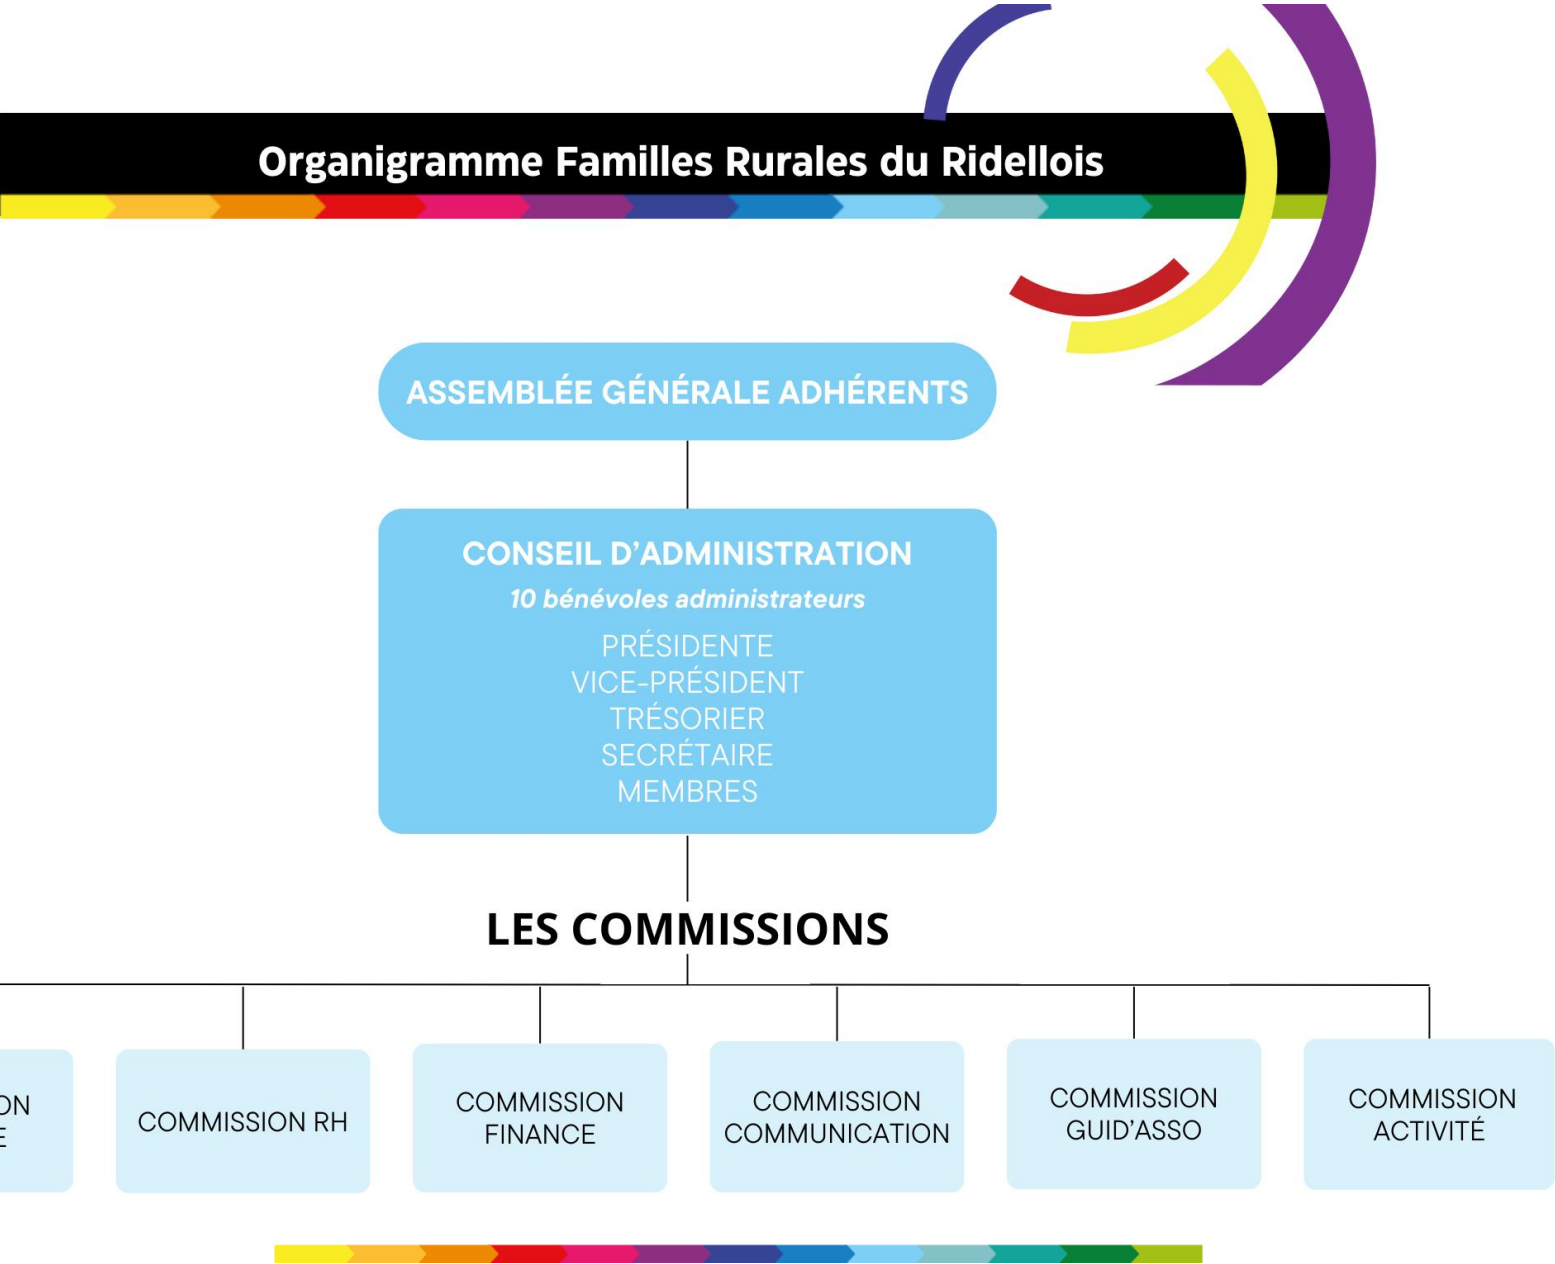 Organigramme Familles Rurales du Ridellois
ASSEMBLÉE GÉNÉRALE ADHÉRENTS
CONSEIL D'ADMINISTRATION
10 bénévoles administrateurs
PRÉSIDENTE
VICE-PRÉSIDENT
TRÉSORIER
SECRÉTAIRE
MEMBRES
LES COMMISSIONS
COMMISSION RH
COMMISSION
FINANCE
COMMISSION
COMMUNICATION
COMMISSION
GUID'ASSO
COMMISSION
ACTIVITÉ